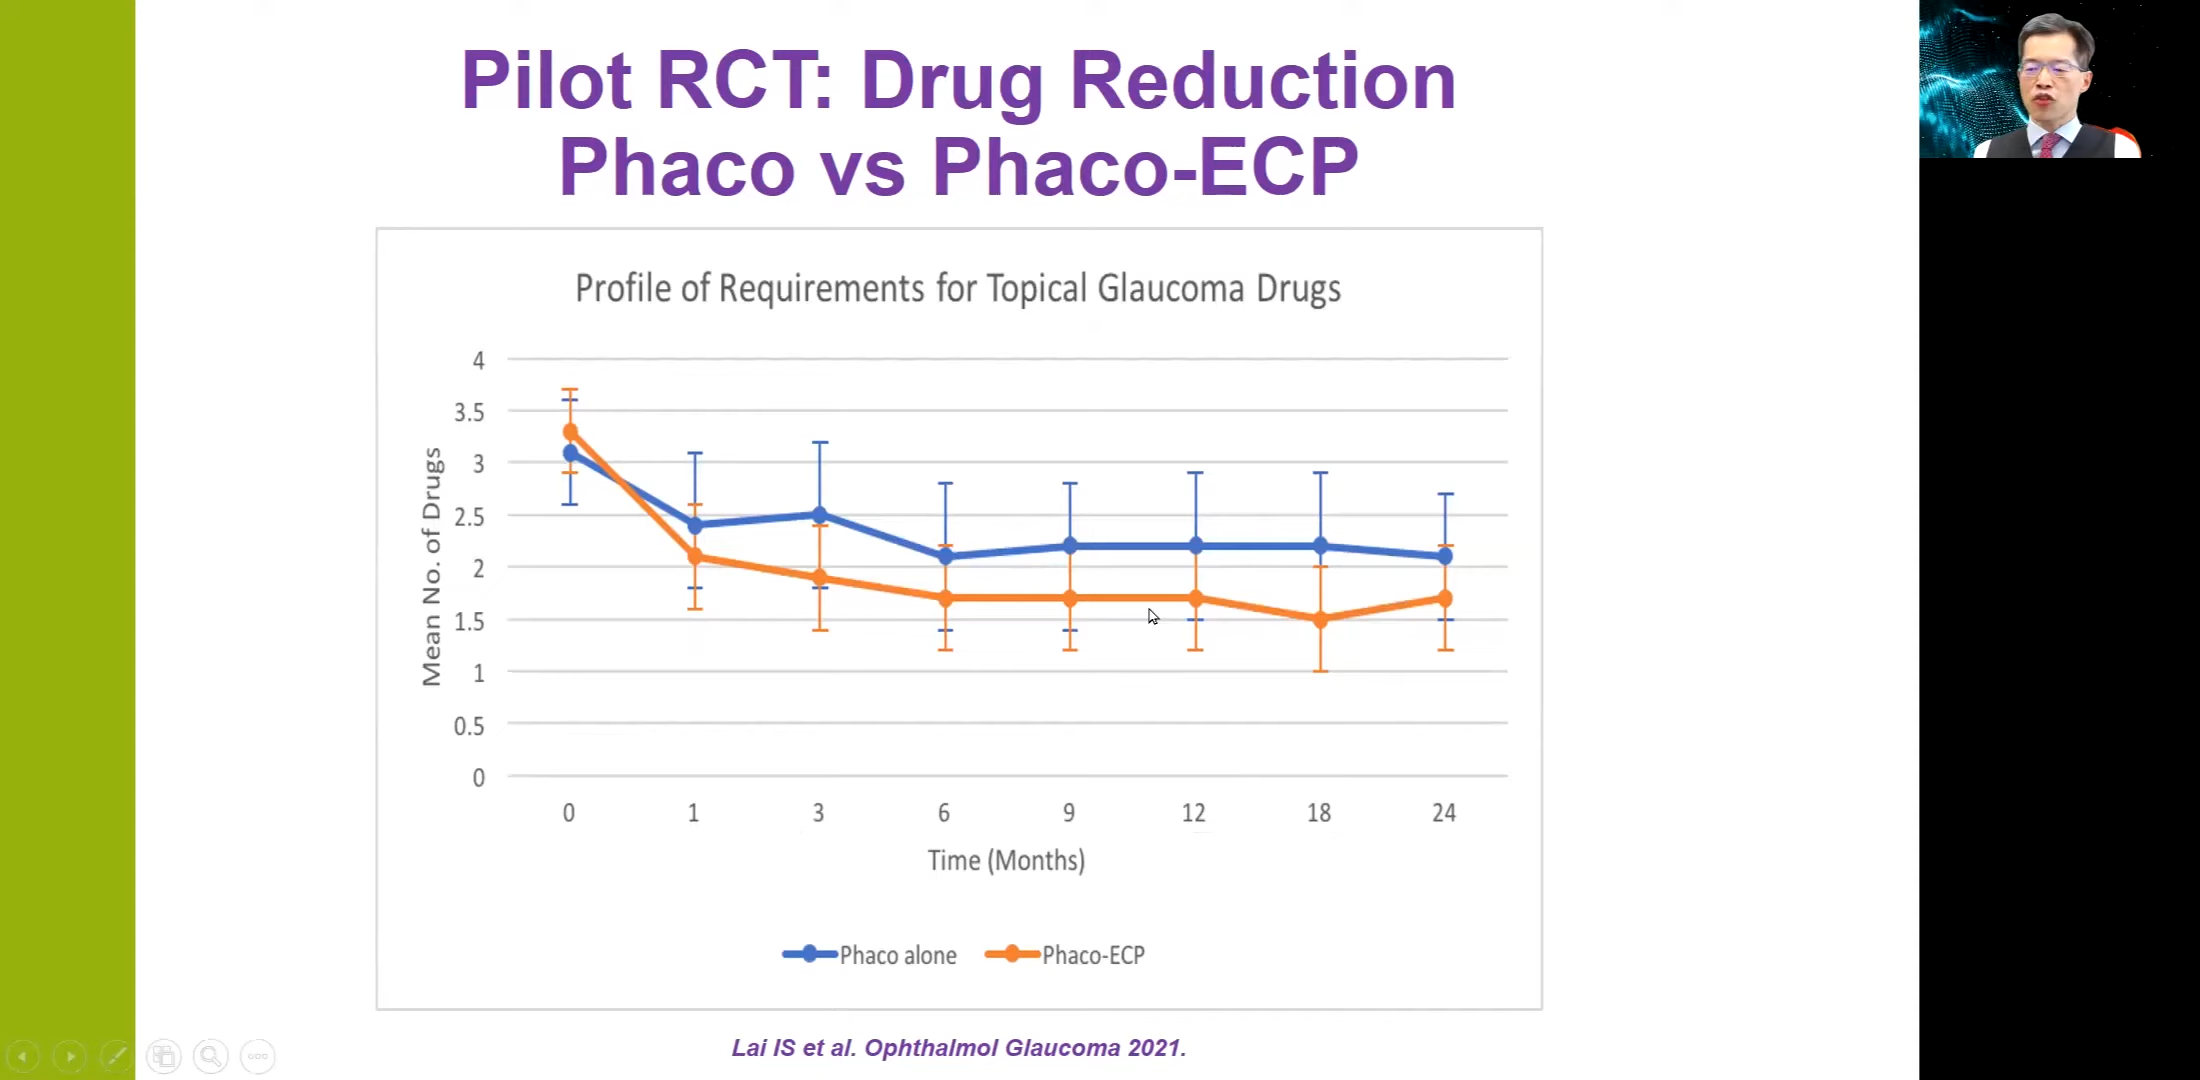 Pilot RCT: Drug Reduction
Phaco vs Phaco-ECP
Profile of Requirements for Topical Glaucoma Drugs
Mean No. of Drugs
4
3.5
3
2.5
2
1.5
1
0.5
0
0 1 3 6 9 12 18 24
Time (Months)
Phaco alone Phaco-ECP
Lai IS et al. Ophthalmol Glaucoma 2021.